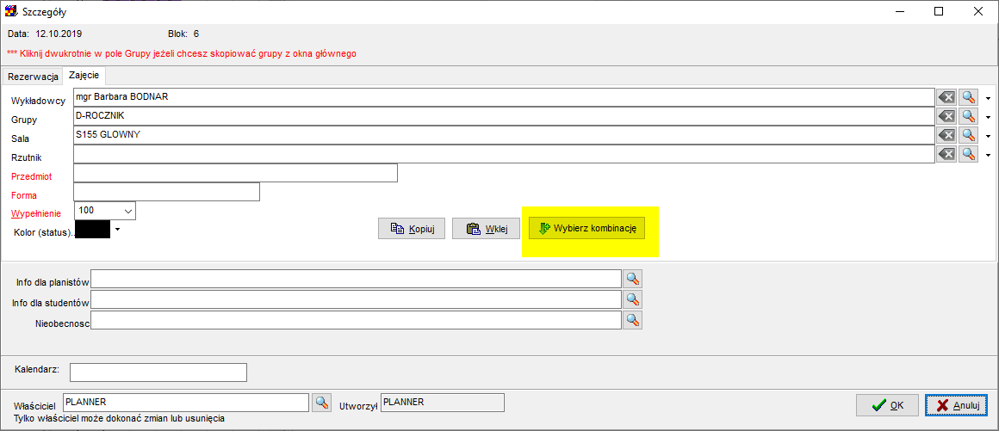 Szczegóły
Data: 12.10.2019 Blok: 6
*** Kliknij dwukrotnie w pole Grupy jeżeli chcesz skopiować grupy z okna głównego
Rezerwacja Zajęcie
Wykładowcy mgr Barbara BODNAR
Grupy D-ROCZNIK
Sala S155 GLOWNY
Rzutnik
Przedmiot
Forma
Wypełnienie 100
Kolor (status).. Kopiuj Wklej Wybierz kombinację
Info dla planistów
Info dla studentów
Nieobecnosc
Kalendarz:
Właściciel PLANNER Utworzył PLANNER OK Anuluj
Tylko właściciel może dokonać zmian lub usunięcia